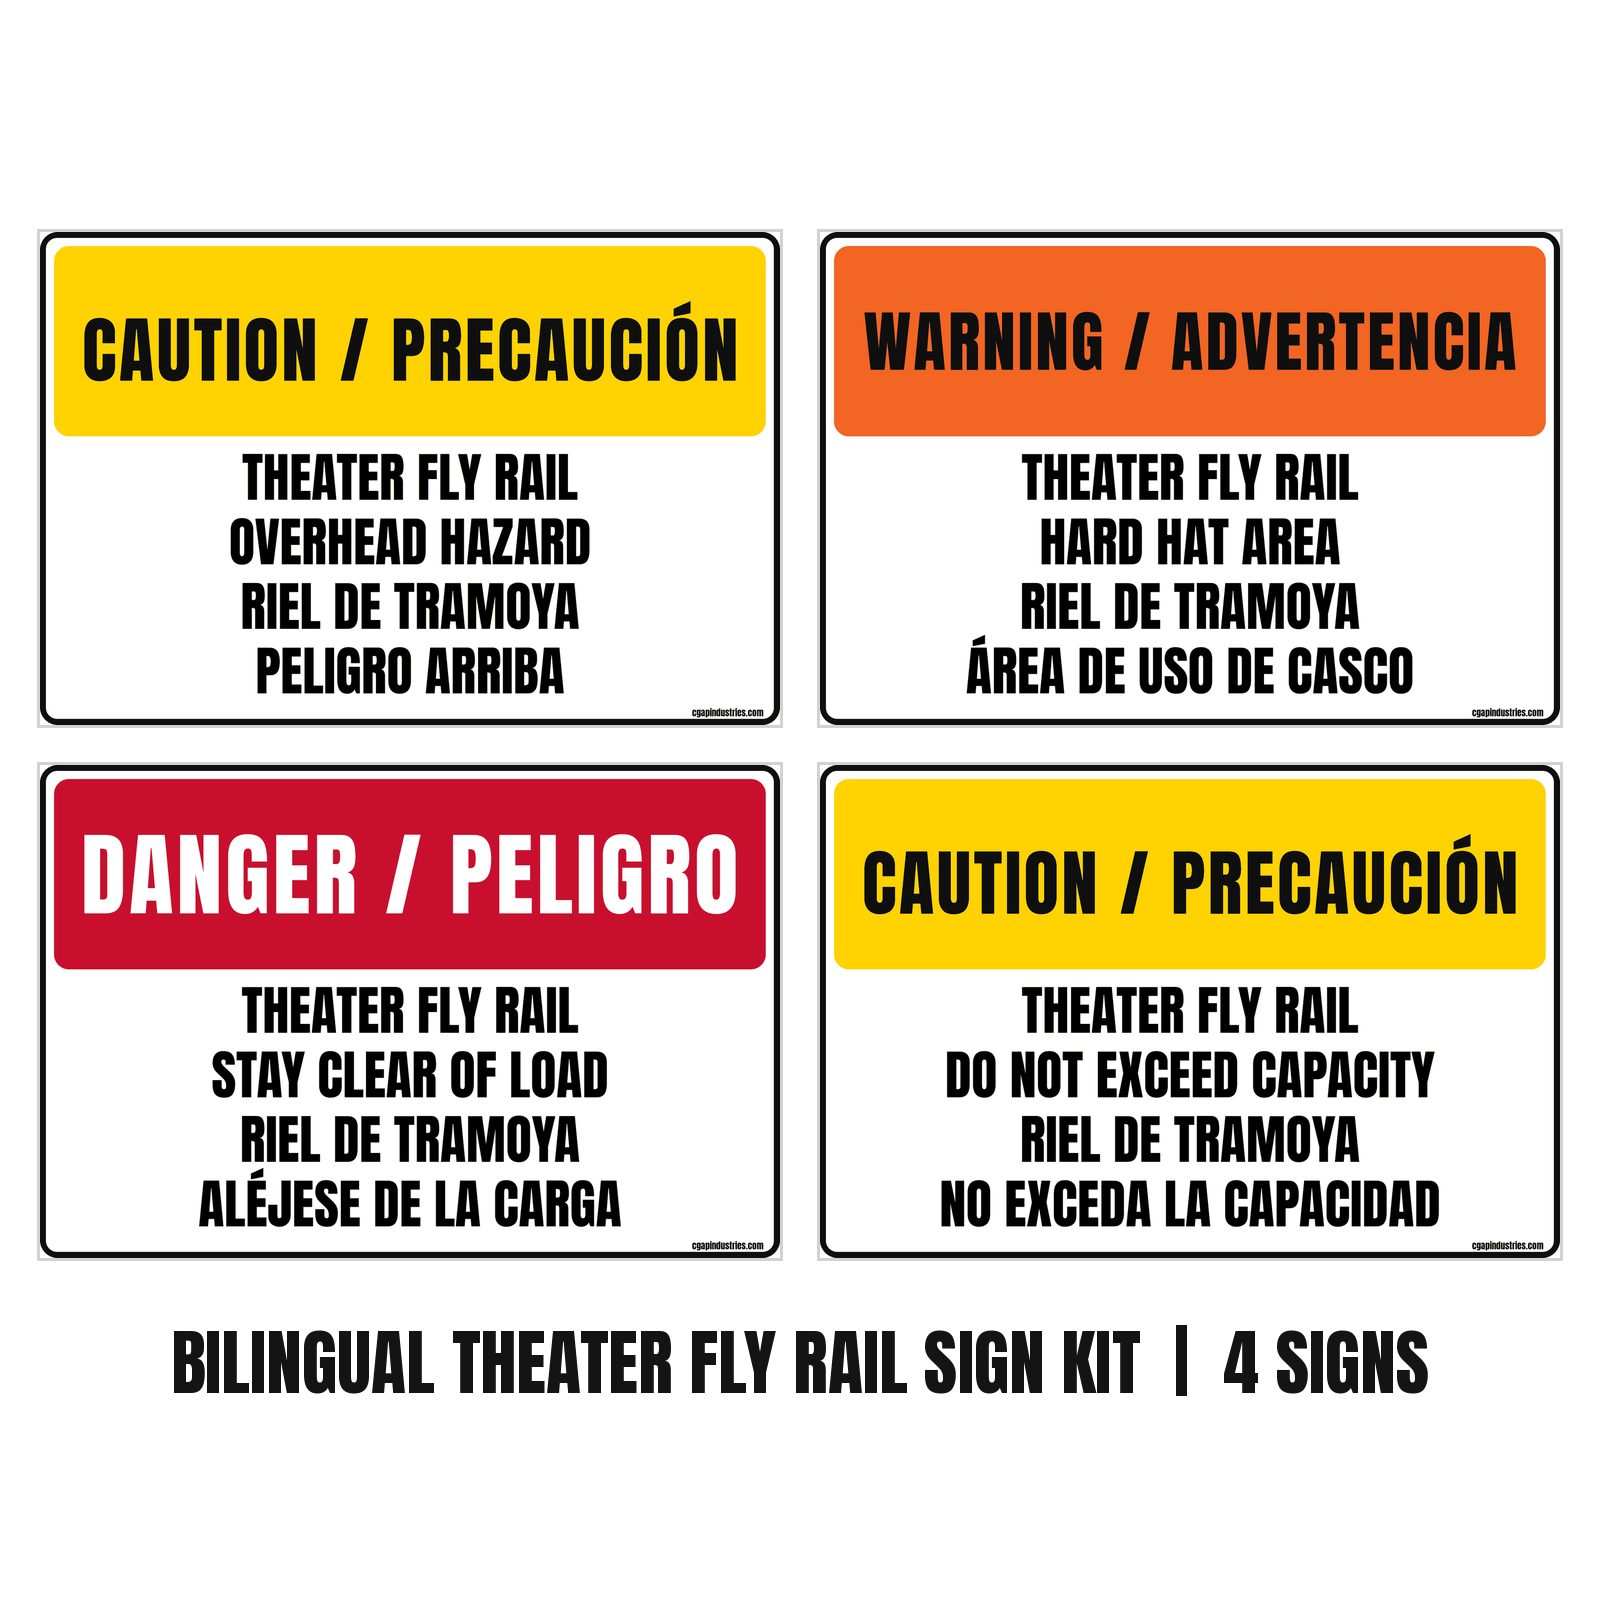 CAUTION / PRECAUCIÓN
THEATER FLY RAIL
OVERHEAD HAZARD
RIEL DE TRAMOYA
PELIGRO ARRIBA
cgapindustries.com
WARNING / ADVERTENCIA
THEATER FLY RAIL
HARD HAT AREA
RIEL DE TRAMOYA
ÁREA DE USO DE CASCO
cgapindustries.com
DANGER / PELIGRO
THEATER FLY RAIL
STAY CLEAR OF LOAD
RIEL DE TRAMOYA
ALÉJESE DE LA CARGA
cgapindustries.com
CAUTION / PRECAUCIÓN
THEATER FLY RAIL
DO NOT EXCEED CAPACITY
RIEL DE TRAMOYA
NO EXCEDA LA CAPACIDAD
cgapindustries.com
BILINGUAL THEATER FLY RAIL SIGN KIT | 4 SIGNS